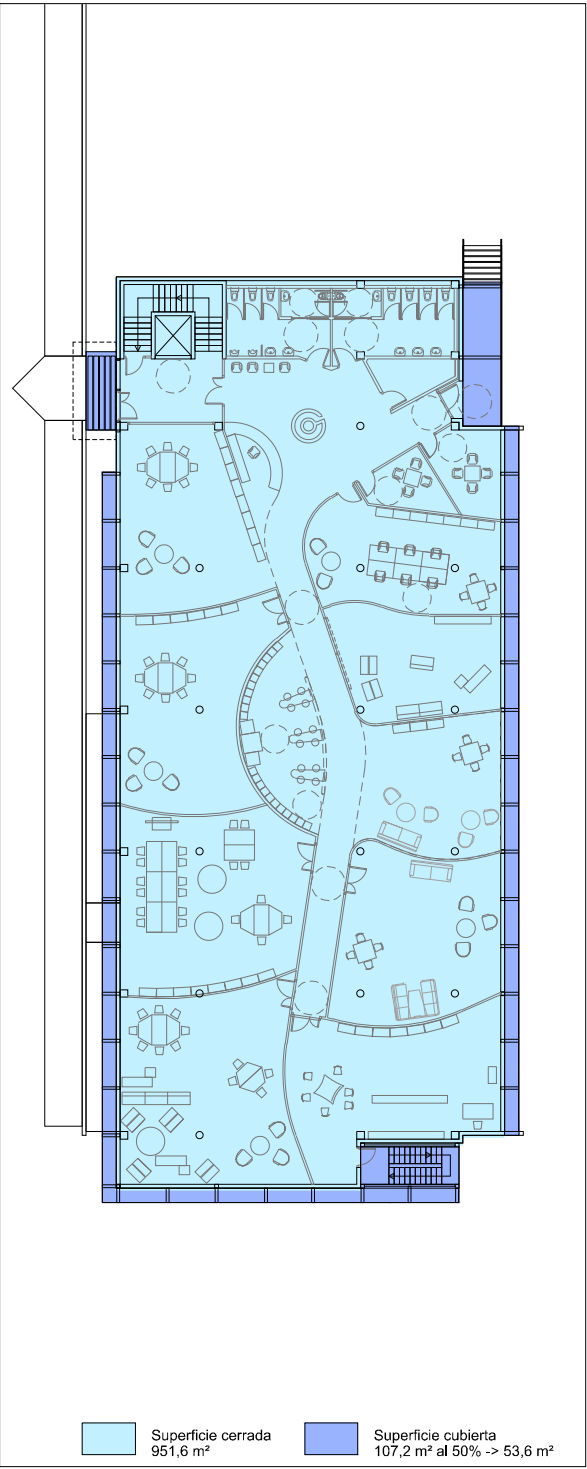 Superficie cerrada
951,6 m²
Superficie cubierta
107,2 m² al 50% -> 53,6 m²